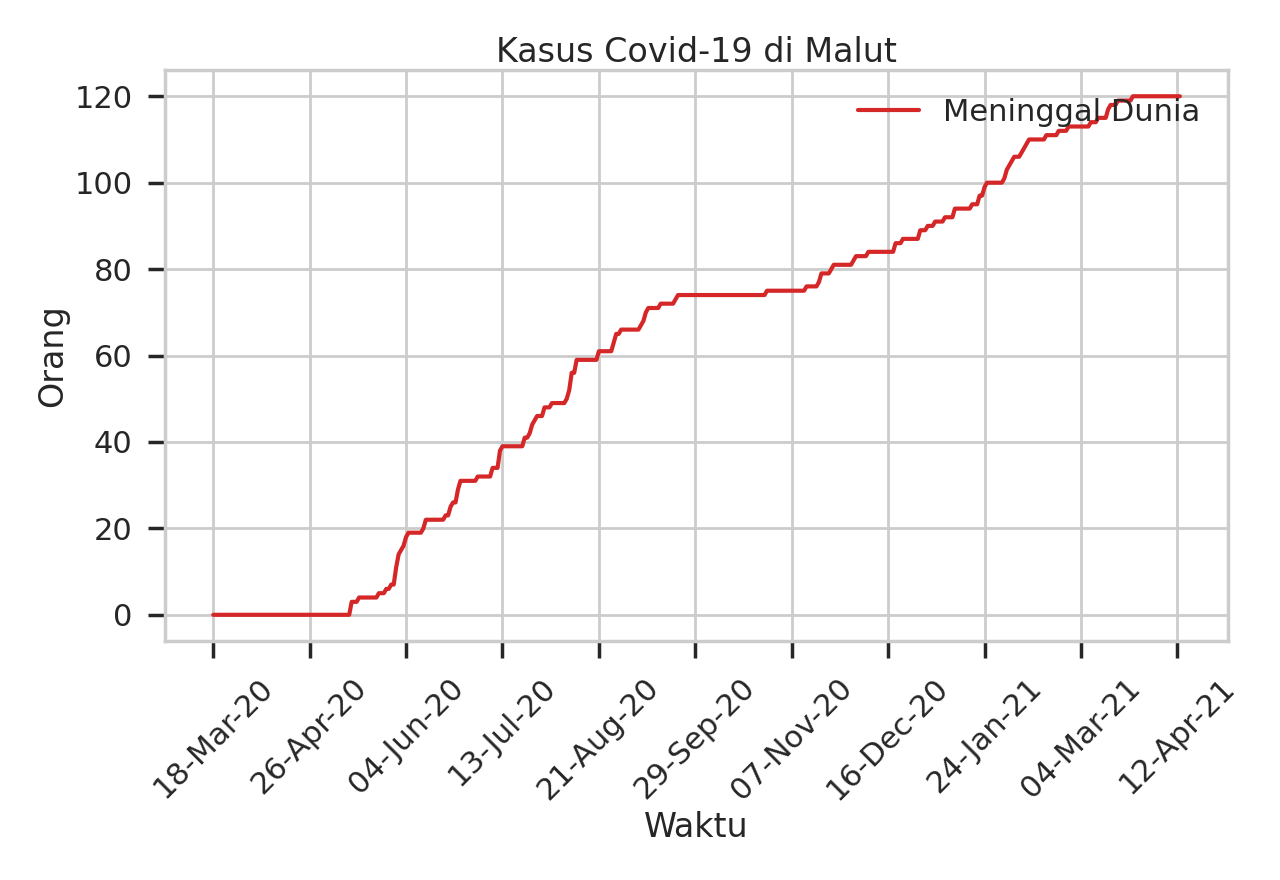 Kasus Covid-19 di Malut
Meninggal Dunia
Orang
120
100
80
60
40
20
0
18-Mar-20
26-Apr-20
04-Jun-20
13-Jul-20
21-Aug-20
29-Sep-20
07-Nov-20
16-Dec-20
24-Jan-21
04-Mar-21
12-Apr-21
Waktu